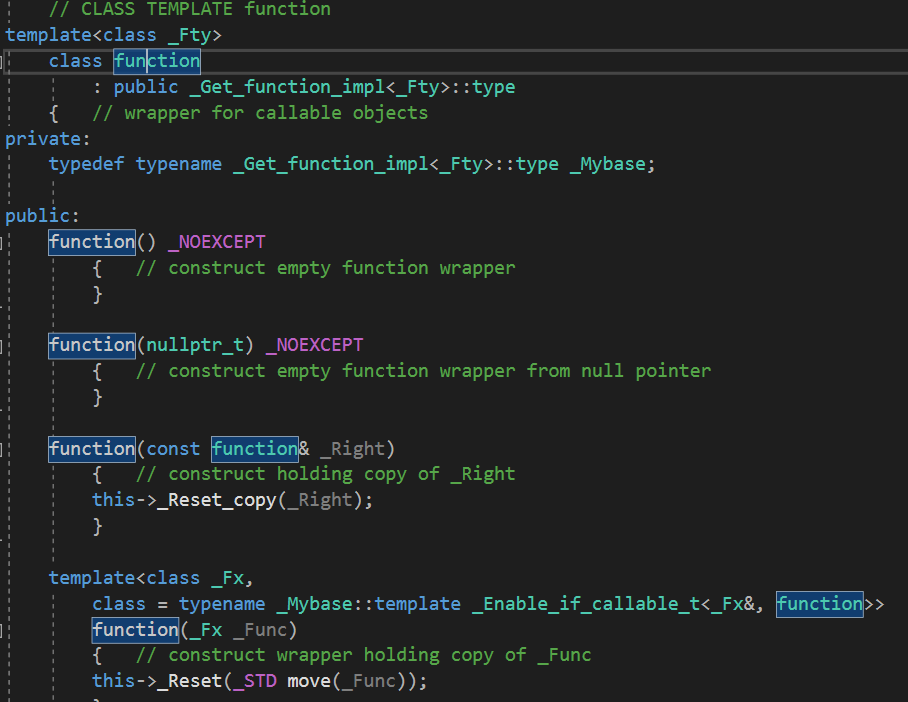 // CLASS TEMPLATE function
template<class _Fty>
class function
: public _Get_function_impl<_Fty>::type
{ // wrapper for callable objects
private:
typedef typename _Get_function_impl<_Fty>::type _Mybase;
public:
function() _NOEXCEPT
{ // construct empty function wrapper
}
function(nullptr_t) _NOEXCEPT
{ // construct empty function wrapper from null pointer
}
function(const function& _Right)
{ // construct holding copy of _Right
this->_Reset_copy(_Right);
}
template<class _Fx,
class = typename _Mybase::template _Enable_if_callable_t<_Fx&, function>>
function(_Fx _Func)
{ // construct wrapper holding copy of _Func
this->_Reset(_STD move(_Func));